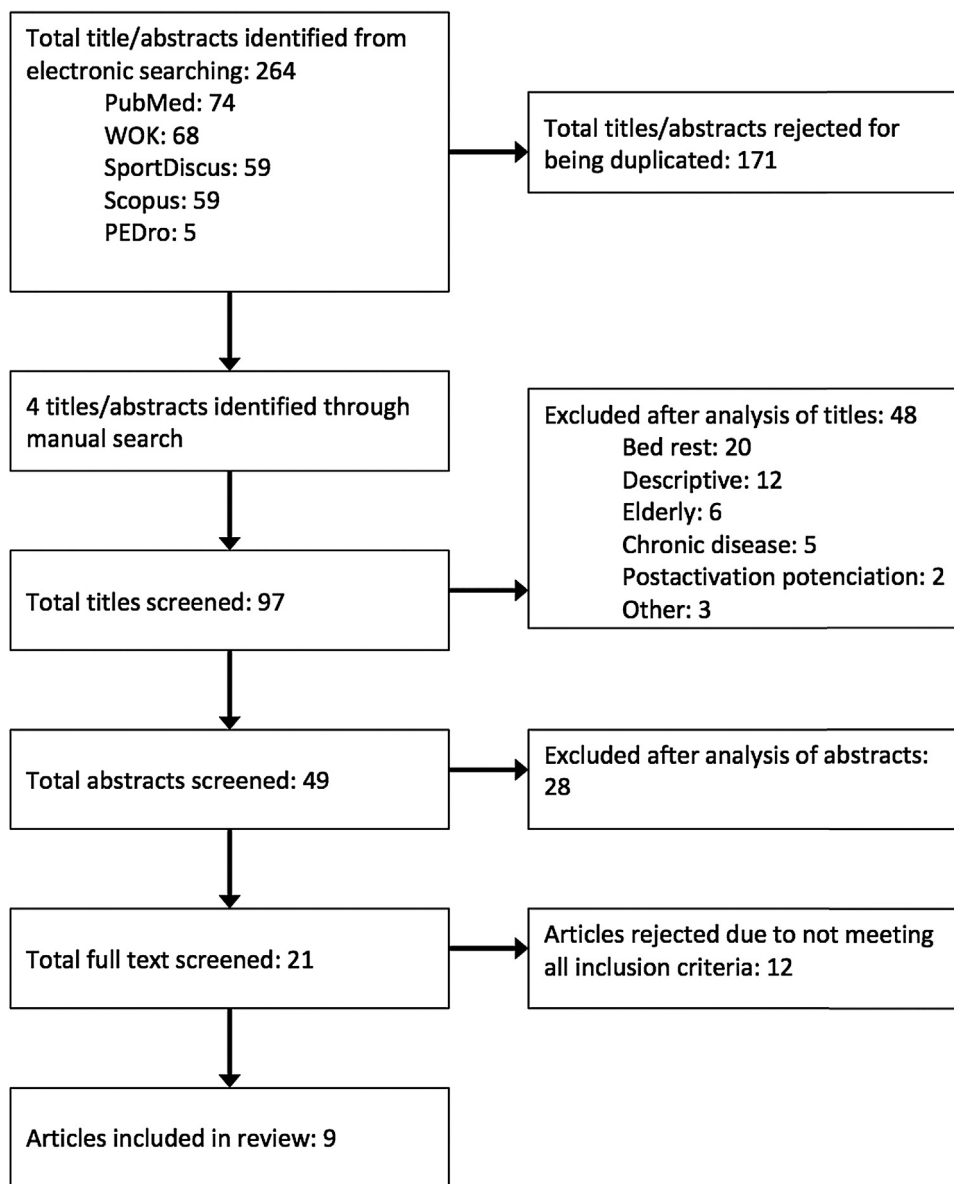 Total title/abstracts identified from
electronic searching: 264
PubMed: 74
WOK: 68
SportDiscus: 59
Scopus: 59
PEDro: 5
Total titles/abstracts rejected for
being duplicated: 171
4 titles/abstracts identified through
manual search
Excluded after analysis of titles: 48
Bed rest: 20
Descriptive: 12
Elderly: 6
Chronic disease: 5
Postactivation potenciation: 2
Other: 3
Total titles screened: 97
Total abstracts screened: 49
Excluded after analysis of abstracts:
28
Total full text screened: 21
Articles rejected due to not meeting
all inclusion criteria: 12
Articles included in review: 9